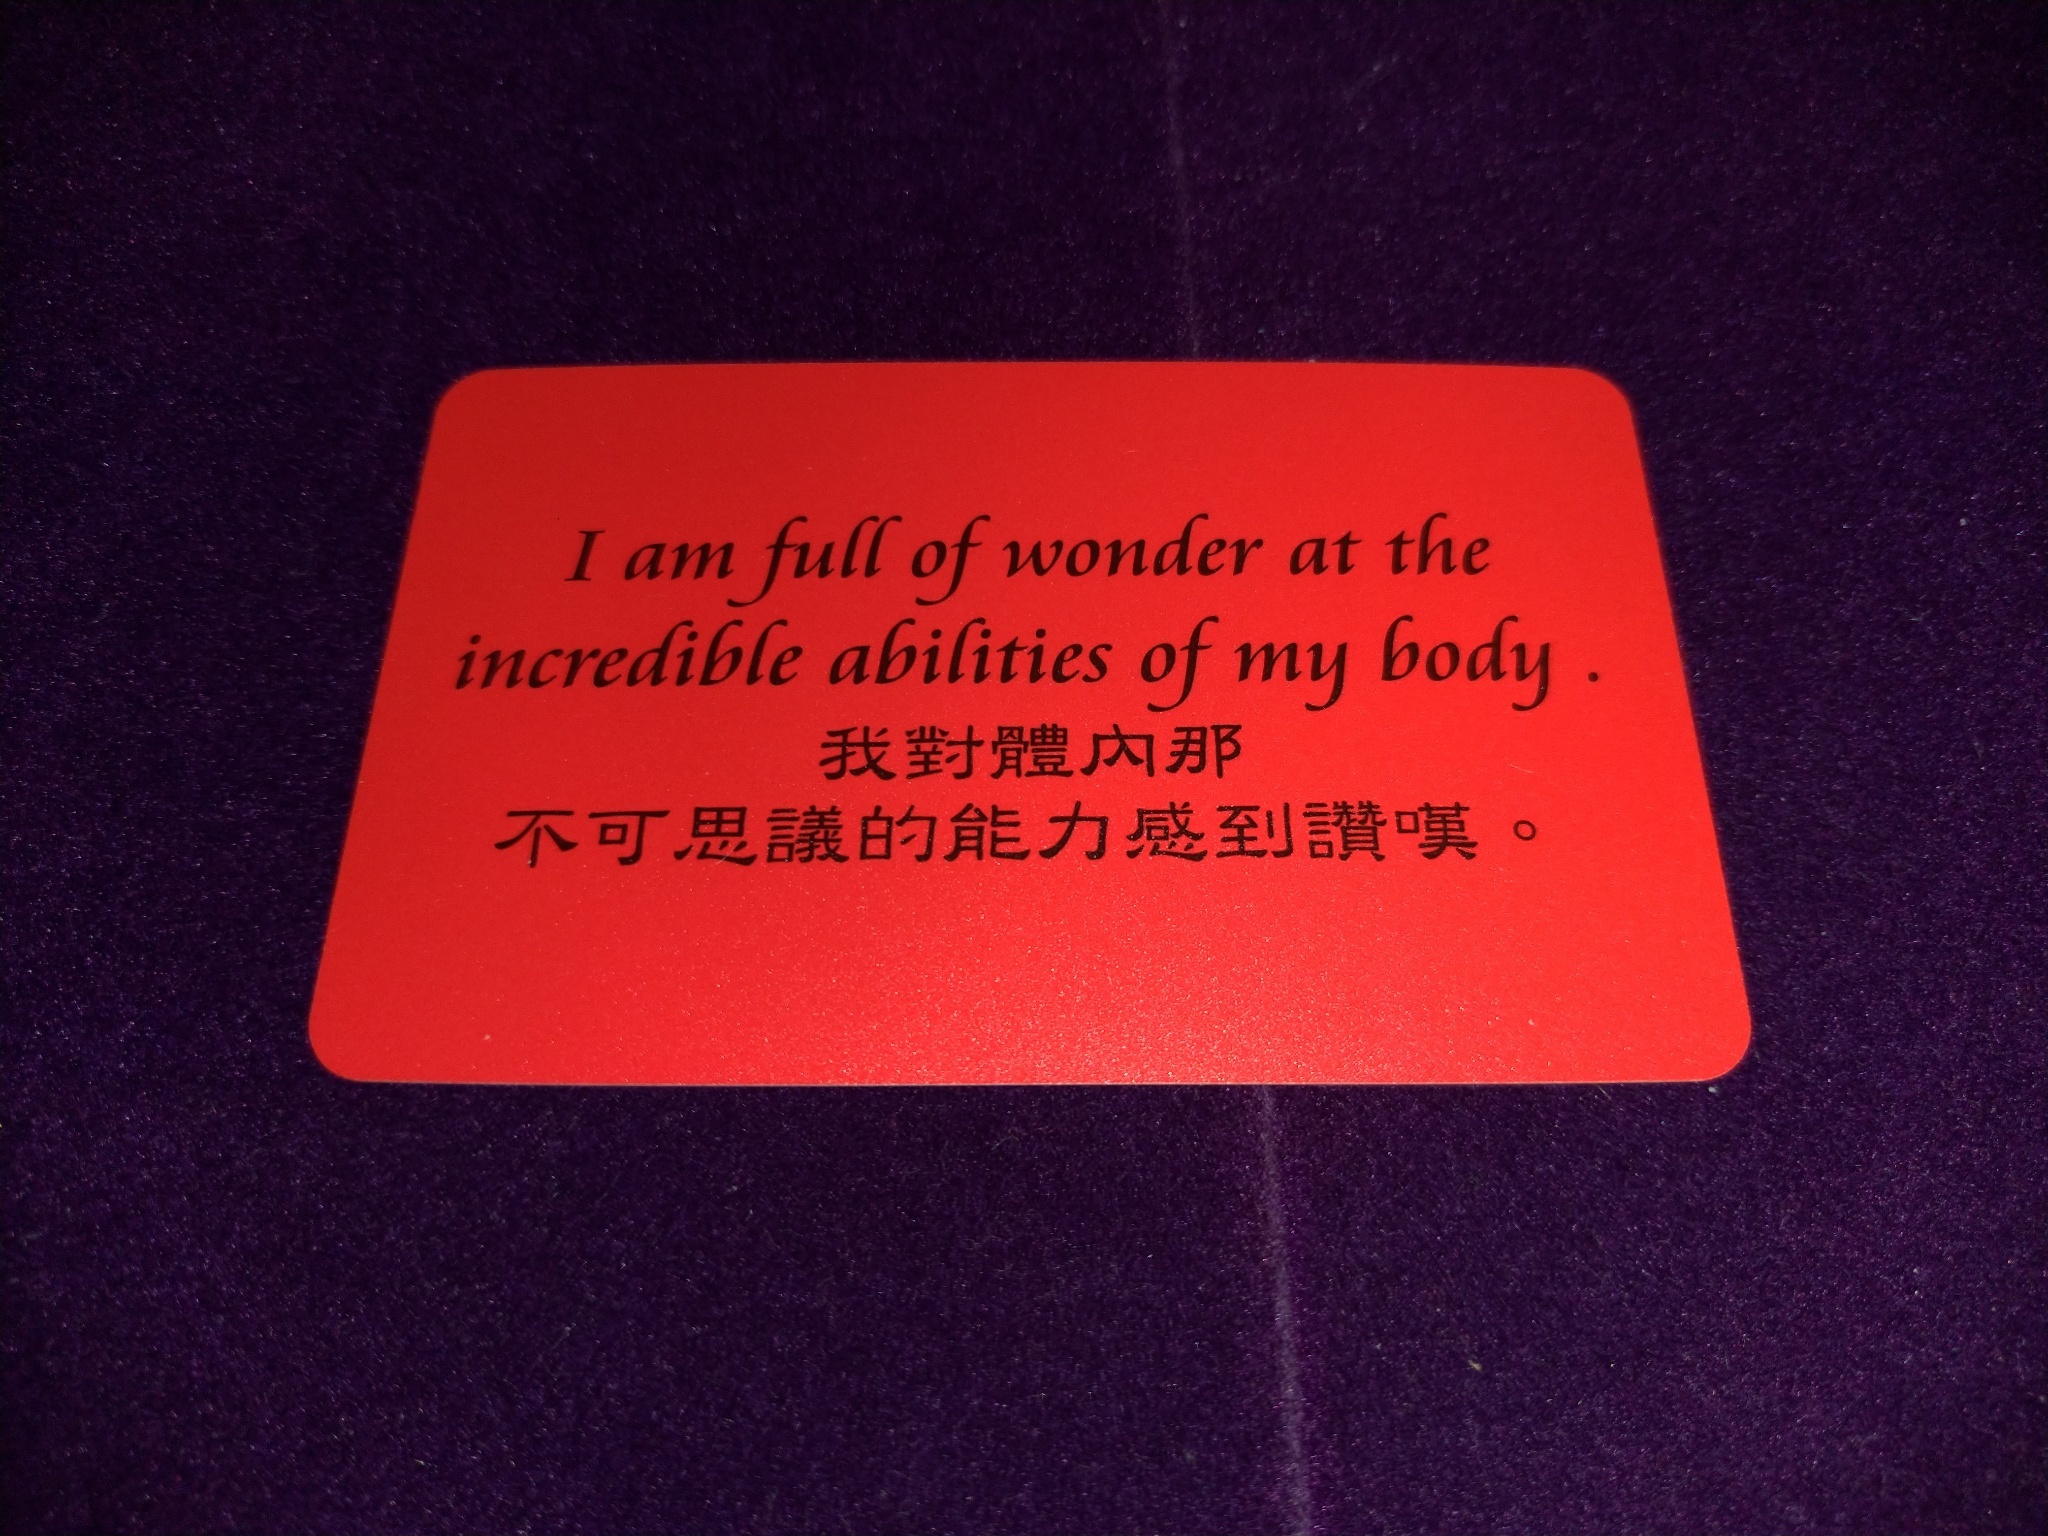 I am full of wonder at the
incredible abilities of my body .
我對體內那
不可思議的能力感到讚嘆。